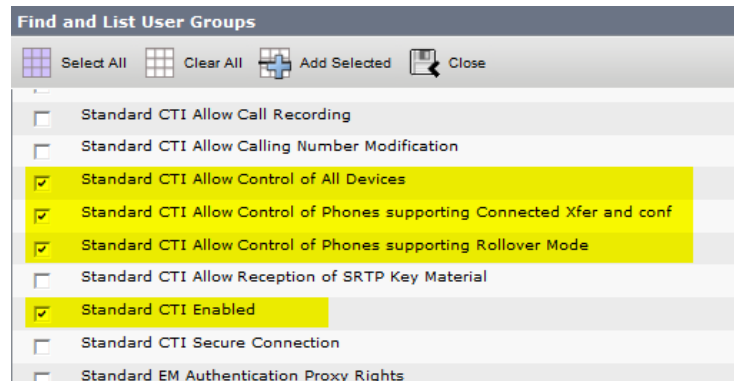 Find and List User Groups
Select All Clear All Add Selected Close
Standard CTI Allow Call Recording
Standard CTI Allow Calling Number Modification
Standard CTI Allow Control of All Devices
Standard CTI Allow Control of Phones supporting Connected Xfer and conf
Standard CTI Allow Control of Phones supporting Rollover Mode
Standard CTI Allow Reception of SRTP Key Material
Standard CTI Enabled
Standard CTI Secure Connection
Standard EM Authentication Proxy Rights